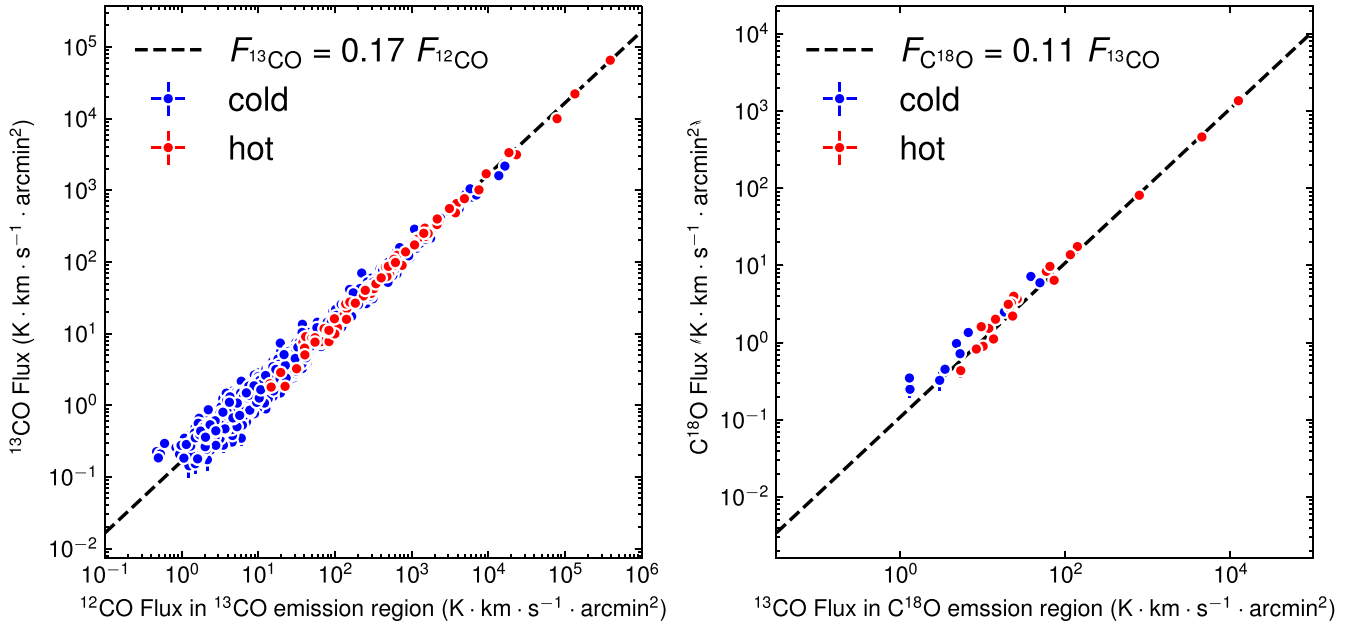 F¹³CO = 0.17 F¹²CO
cold
hot
10⁵
10⁴
10³
10²
10¹
10⁰
10⁻¹
10⁻²
¹³CO Flux (K · km · s⁻¹ · arcmin²)
10⁻¹ 10⁰ 10¹ 10² 10³ 10⁴ 10⁵ 10⁶
¹²CO Flux in ¹³CO emission region (K · km · s⁻¹ · arcmin²)
F C¹⁸O = 0.11 F¹³CO
cold
hot
10⁴
10³
10²
10¹
10⁰
10⁻¹
10⁻²
C¹⁸O Flux (K · km · s⁻¹ · arcmin²)
10⁰ 10² 10⁴
¹³CO Flux in C¹⁸O emssion region (K · km · s⁻¹ · arcmin²)